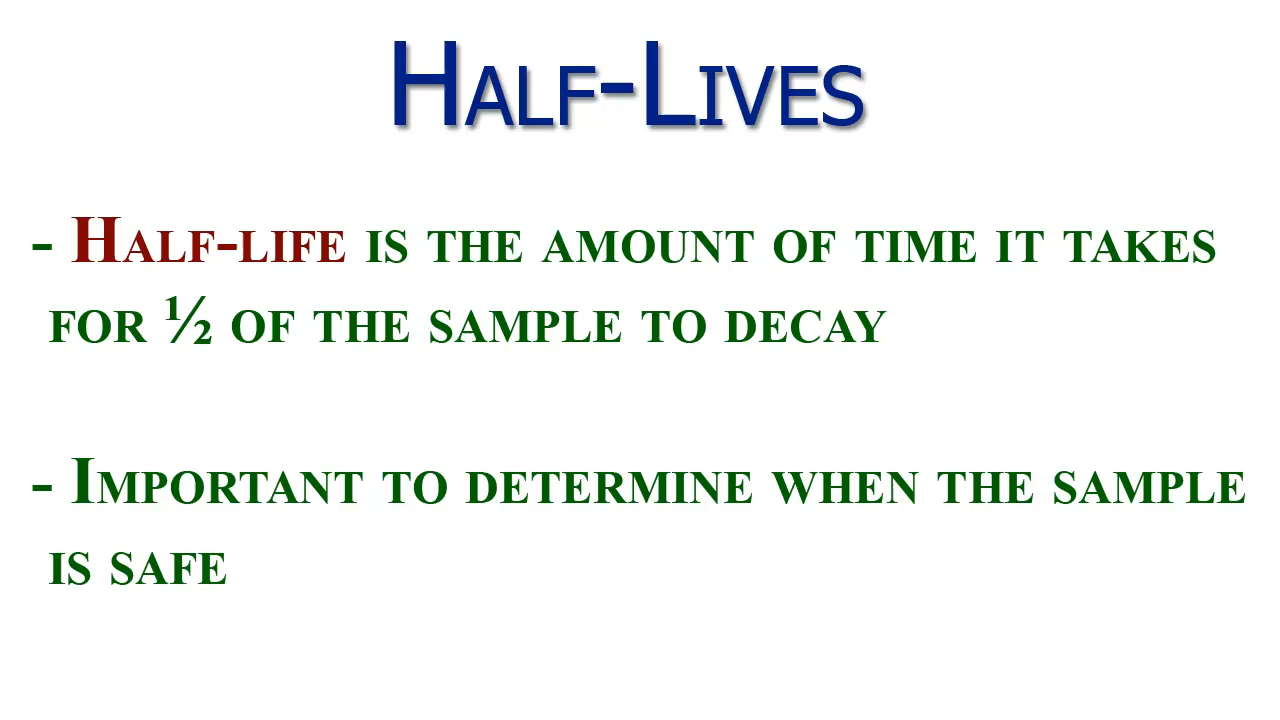 Half-Lives
- Half-life is the amount of time it takes
for ½ of the sample to decay
- Important to determine when the sample
is safe